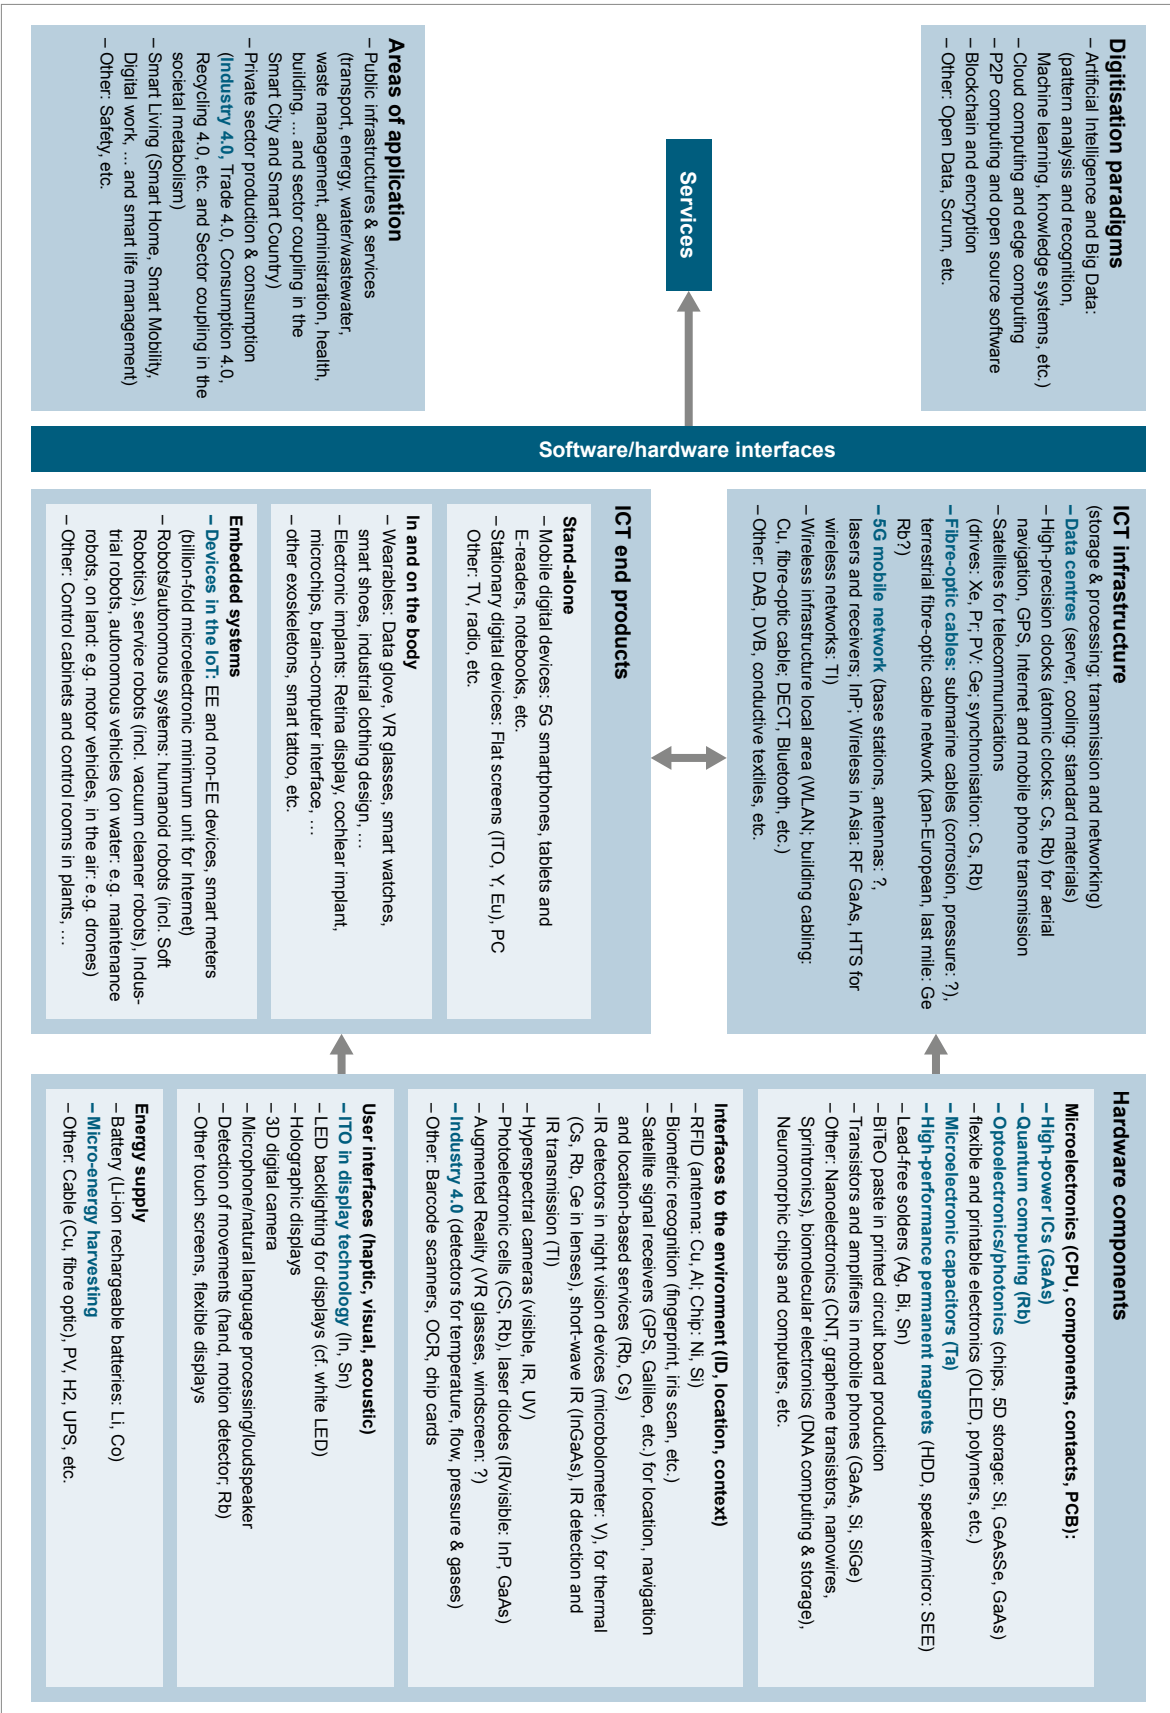 Digitisation paradigms
– Artificial Intelligence and Big Data:
(pattern analysis and recognition,
Machine learning, knowledge systems, etc.)
– Cloud computing and edge computing
– P2P computing and open source software
– Blockchain and encryption
– Other: Open Data, Scrum, etc.
Services
Areas of application
– Public infrastructures & services
(transport, energy, water/wastewater,
waste management, administration, health,
building, ... and sector coupling in the
Smart City and Smart Country)
– Private sector production & consumption
(Industry 4.0, Trade 4.0, Consumption 4.0,
Recycling 4.0, etc. and Sector coupling in the
societal metabolism)
– Smart Living (Smart Home, Smart Mobility,
Digital work, ... and smart life management)
– Other: Safety, etc.
Software/hardware interfaces
ICT infrastructure
(storage & processing; transmission and networking)
– Data centres (server, cooling: standard materials)
– High-precision clocks (atomic clocks: Cs, Rb) for aerial
navigation, GPS, Internet and mobile phone transmission
– Satellites for telecommunications
(drives: Xe, Pr; PV: Ge; synchronisation: Cs, Rb)
– Fibre-optic cables: submarine cables (corrosion, pressure: ?),
terrestrial fibre-optic cable network (pan-European, last mile: Ge
Rb?)
– 5G mobile network (base stations, antennas: ?,
lasers and receivers; InP; Wireless in Asia: RF GaAs, HTS for
wireless networks: Tl)
– Wireless infrastructure local area (WLAN; building cabling:
Cu, fibre-optic cable; DECT, Bluetooth, etc.)
– Other: DAB, DVB, conductive textiles, etc.
ICT end products
Stand-alone
– Mobile digital devices: 5G smartphones, tablets and
E-readers, notebooks, etc.
– Stationary digital devices: Flat screens (ITO, Y, Eu), PC
– Other: TV, radio, etc.
In and on the body
– Wearables: Data glove, VR glasses, smart watches,
smart shoes, industrial clothing design, …
– Electronic implants: Retina display, cochlear implant,
microchips, brain-computer interface, …
– other exoskeletons, smart tattoo, etc.
Embedded systems
– Devices in the IoT: EE and non-EE devices, smart meters
(billion-fold microelectronic minimum unit for Internet)
– Robots/autonomous systems: humanoid robots (incl. Soft
Robotics), service robots (incl. vacuum cleaner robots), Indus-
trial robots, autonomous vehicles (on water: e.g. maintenance
robots, on land: e.g. motor vehicles, in the air: e.g. drones)
– Other: Control cabinets and control rooms in plants, …
Hardware components
Microelectronics (CPU, components, contacts, PCB):
– High-power ICs (GaAs)
– Quantum computing (Rb)
– Optoelectronics/photonics (chips, 5D storage: Si, GeAsSe, GaAs)
– flexible and printable electronics (OLED, polymers, etc.)
– Microelectronic capacitors (Ta)
– High-performance permanent magnets (HDD, speaker/micro: SEE)
– Lead-free solders (Ag, Bi, Sn)
– BiTeO paste in printed circuit board production
– Transistors and amplifiers in mobile phones (GaAs, Si, SiGe)
– Other: Nanoelectronics (CNT, graphene transistors, nanowires,
Sprintronics), biomolecular electronics (DNA computing & storage),
Neuromorphic chips and computers, etc.
Interfaces to the environment (ID, location, context)
– RFID (antenna: Cu, Al; Chip: Ni, Si)
– Biometric recognition (fingerprint, iris scan, etc.)
– Satellite signal receivers (GPS, Galileo, etc.) for location, navigation
and location-based services (Rb, Cs)
– IR detectors in night vision devices (microbolometer: V), for thermal
(Cs, Rb, Ge in lenses), short-wave IR (InGaAs), IR detection and
IR transmission (Tl)
– Hyperspectral cameras (visible, IR, UV)
– Photoelectronic cells (CS, Rb), laser diodes (IR/visible: InP, GaAs)
– Augmented Reality (VR glasses, windscreen: ?)
– Industry 4.0 (detectors for temperature, flow, pressure & gases)
– Other: Barcode scanners, OCR, chip cards
User interfaces (haptic, visual, acoustic)
– ITO in display technology (In, Sn)
– LED backlighting for displays (cf. white LED)
– Holographic displays
– 3D digital camera
– Microphone/natural language processing/loudspeaker
– Detection of movements (hand, motion detector; Rb)
– Other touch screens, flexible displays
Energy supply
– Battery (Li-ion rechargeable batteries: Li, Co)
– Micro-energy harvesting
– Other: Cable (Cu, fibre optic), PV, H2, UPS, etc.